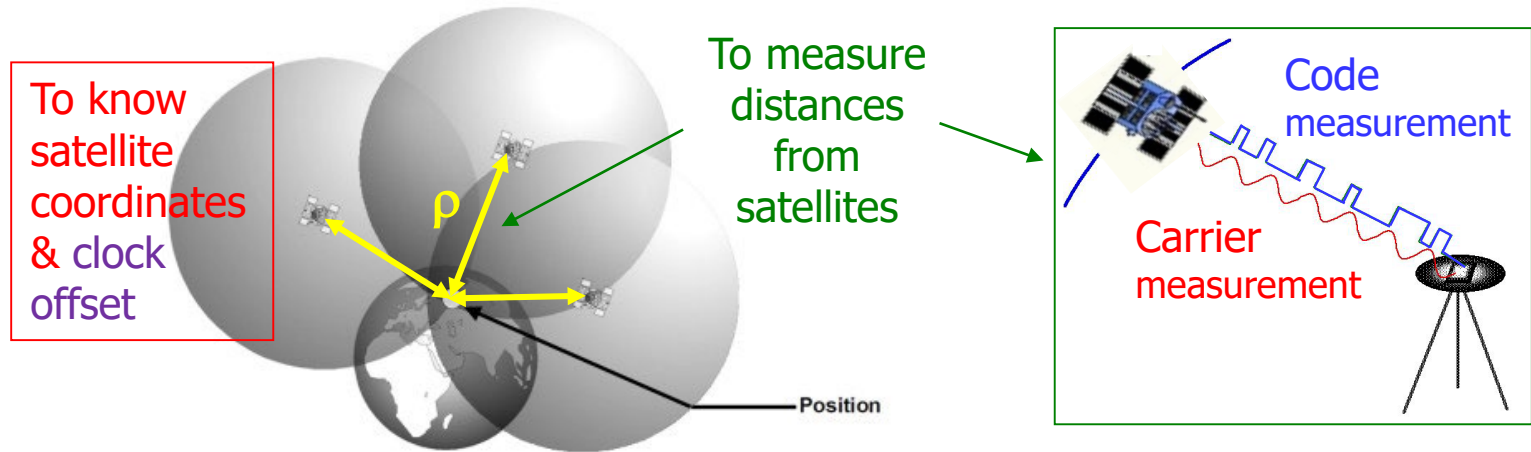 To know
satellite
coordinates
& clock
offset
ρ
To measure
distances
from
satellites
Position
Code
measurement
Carrier
measurement